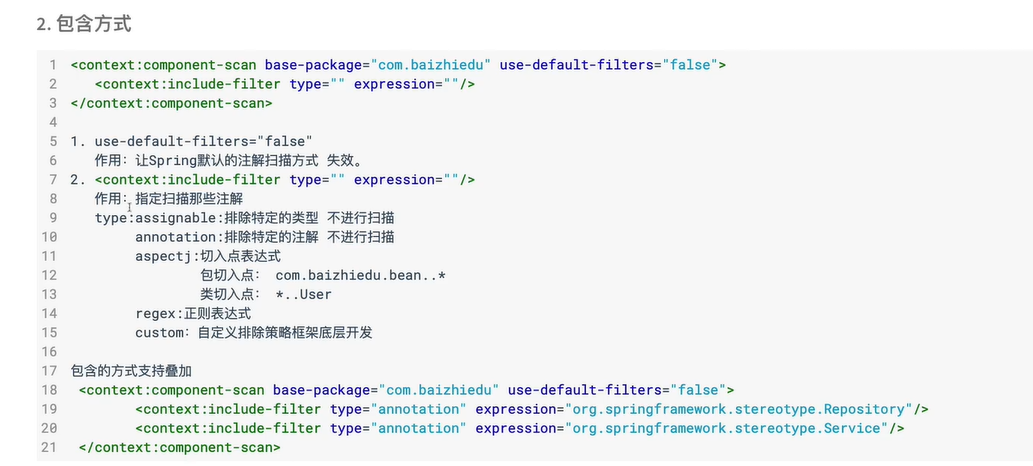 2. 包含方式
1 <context:component-scan base-package="com.baizhiedu" use-default-filters="false">
2    <context:include-filter type="" expression=""/>
3 </context:component-scan>
4
5 1. use-default-filters="false"
6    作用：让Spring默认的注解扫描方式 失效。
7 2. <context:include-filter type="" expression=""/>
8    作用：指定扫描那些注解
9    type:assignable:排除特定的类型 不进行扫描
10        annotation:排除特定的注解 不进行扫描
11        aspectj:切入点表达式
12                包切入点： com.baizhiedu.bean..*
13                类切入点： *..User
14        regex:正则表达式
15        custom：自定义排除策略框架底层开发
16
17 包含的方式支持叠加
18  <context:component-scan base-package="com.baizhiedu" use-default-filters="false">
19        <context:include-filter type="annotation" expression="org.springframework.stereotype.Repository"/>
20        <context:include-filter type="annotation" expression="org.springframework.stereotype.Service"/>
21  </context:component-scan>